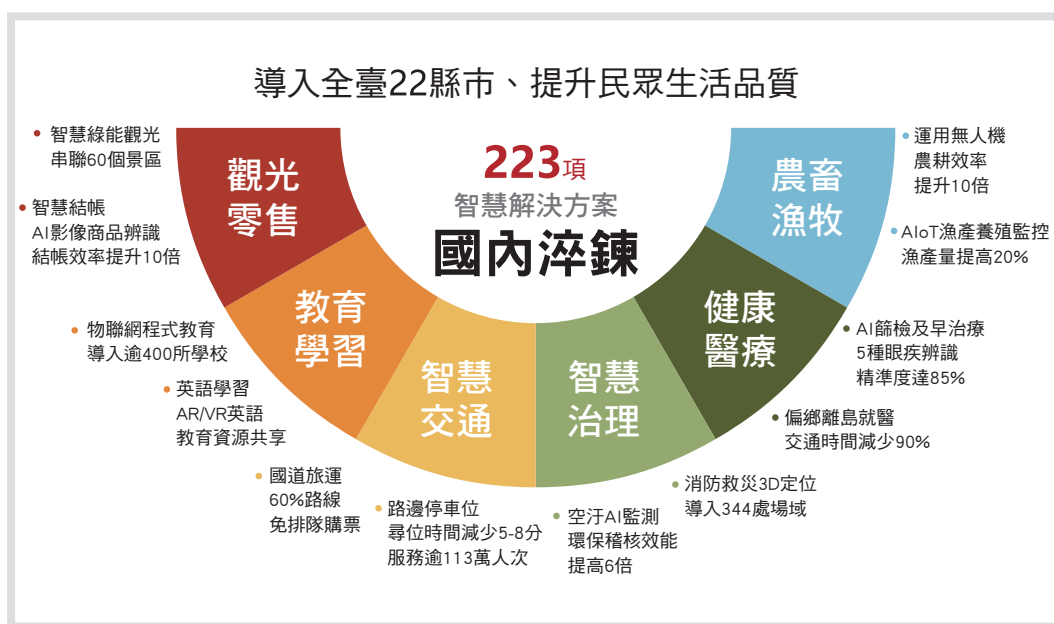 導入全臺22縣市、提升民眾生活品質
223項
智慧解決方案
國內淬鍊
觀光
零售
• 智慧綠能觀光
串聯60個景區
• 智慧結帳
AI影像商品辨識
結帳效率提升10倍
教育
學習
• 物聯網程式教育
導入逾400所學校
• 英語學習
AR/VR英語
教育資源共享
智慧
交通
• 國道旅運
60%路線
免排隊購票
• 路邊停車位
尋位時間減少5-8分
服務逾113萬人次
智慧
治理
• 空汙AI監測
環保稽核效能
提高6倍
• 消防救災3D定位
導入344處場域
健康
醫療
• AI篩檢及早治療
5種眼疾辨識
精準度達85%
• 偏鄉離島就醫
交通時間減少90%
農畜
漁牧
• 運用無人機
農耕效率
提升10倍
• AIoT漁產養殖監控
漁產量提高20%